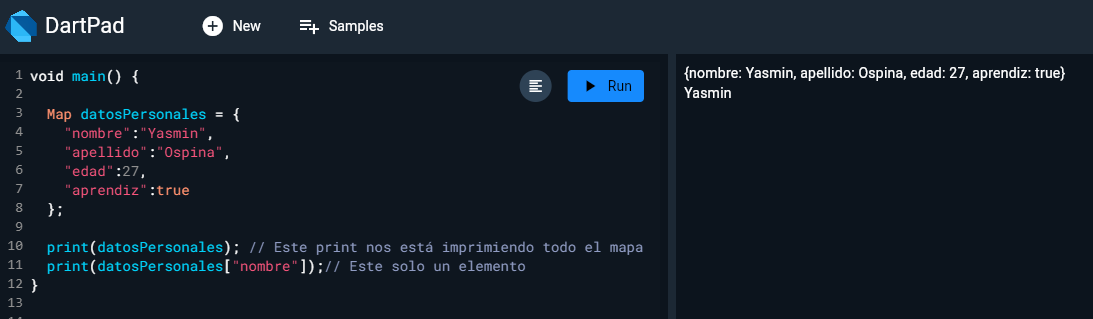 DartPad
New
Samples
Run
1 void main() {
2
3 Map datosPersonales = {
4 "nombre":"Yasmin",
5 "apellido":"Ospina",
6 "edad":27,
7 "aprendiz":true
8 };
9
10 print(datosPersonales); // Este print nos está imprimiendo todo el mapa
11 print(datosPersonales["nombre"]);// Este solo un elemento
12 }
13
{nombre: Yasmin, apellido: Ospina, edad: 27, aprendiz: true}
Yasmin